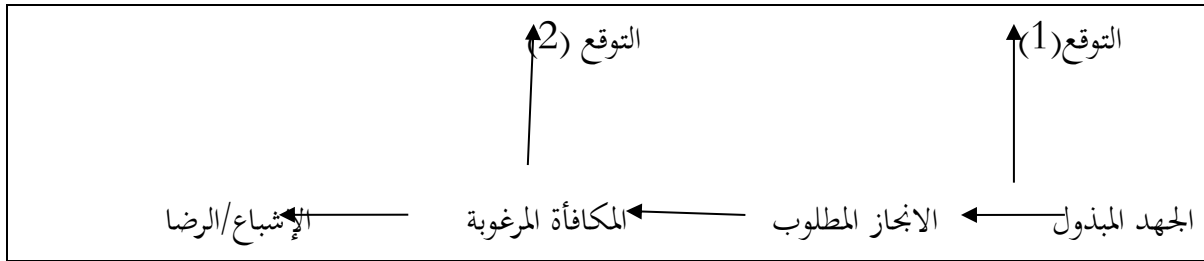 التوقع(1) التوقع (2)
الجهد المبذول الانجاز المطلوب المكافأة المرغوبة الإشباع/الرضا